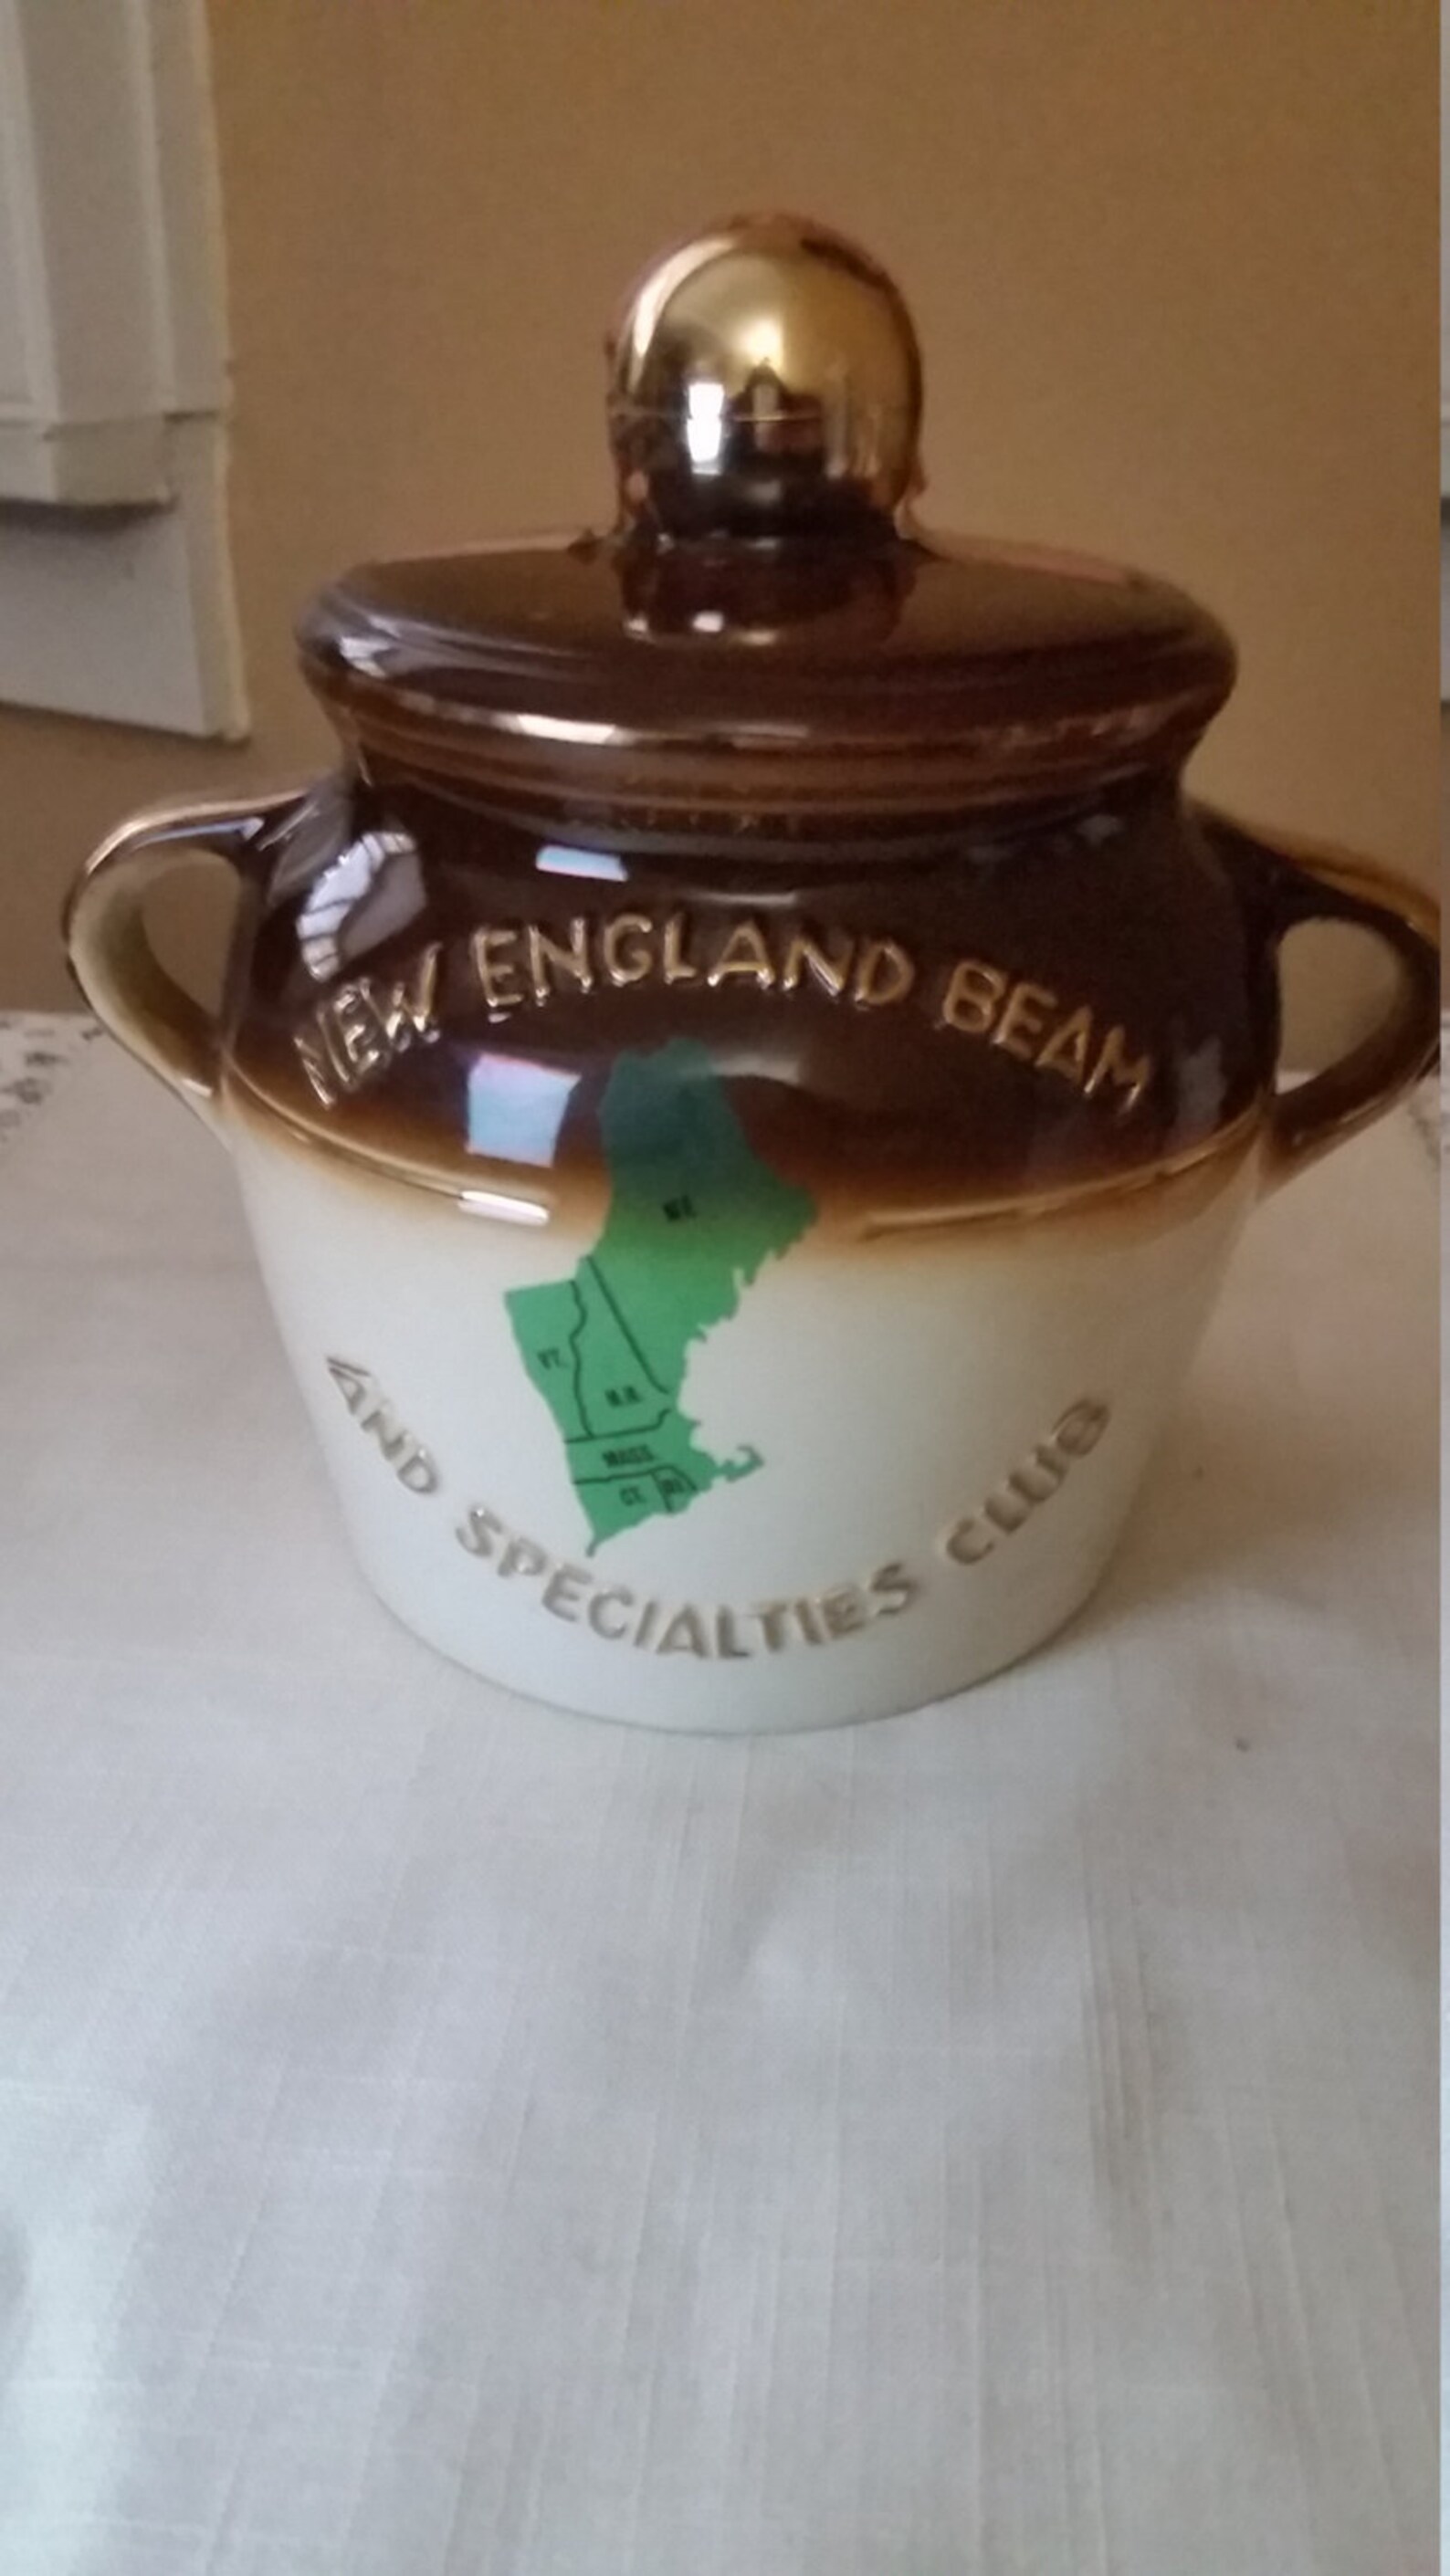 NEW ENGLAND BEAM
ME.
VT.
N.H.
MASS.
CT.
R.I.
AND SPECIALTIES CLUB